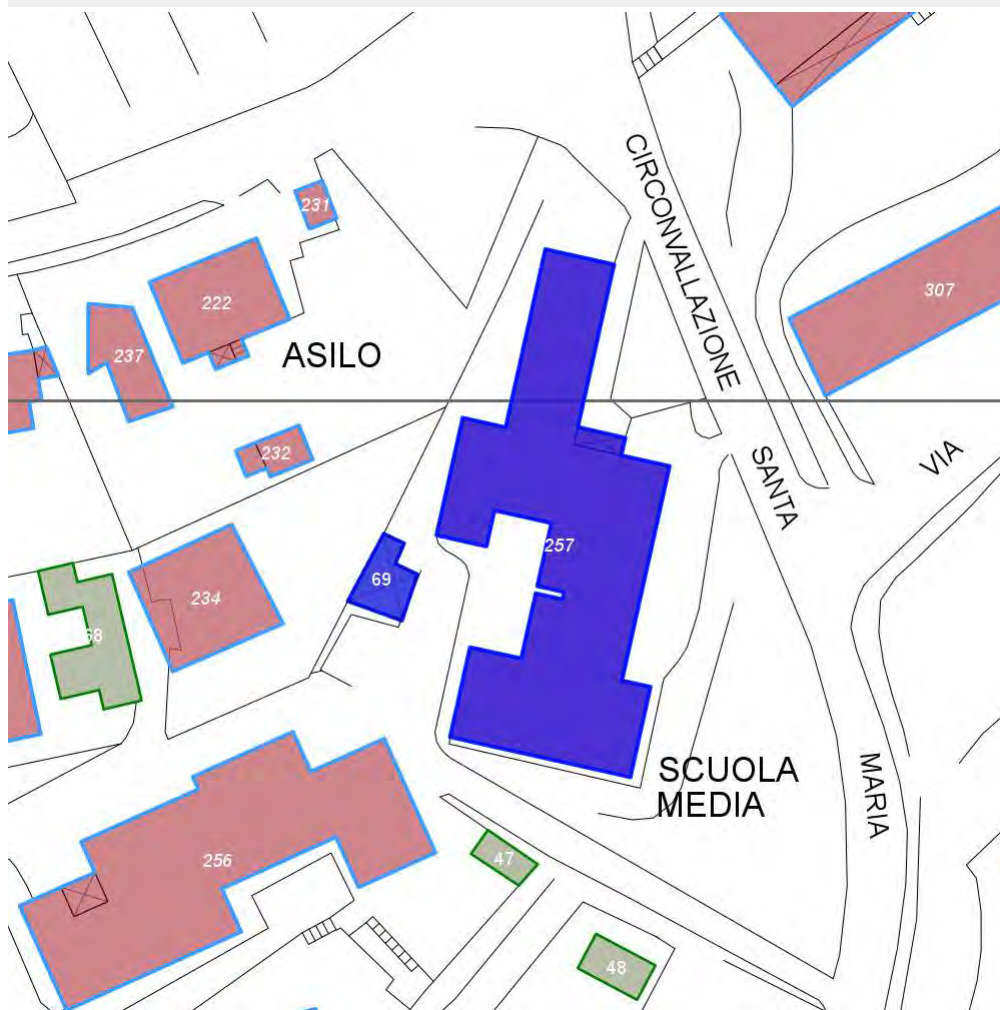 CIRCONVALLAZIONE
231
222
307
237
ASILO
232
VIA
SANTA
257
69
234
68
SCUOLA
MEDIA
MARIA
256
47
48